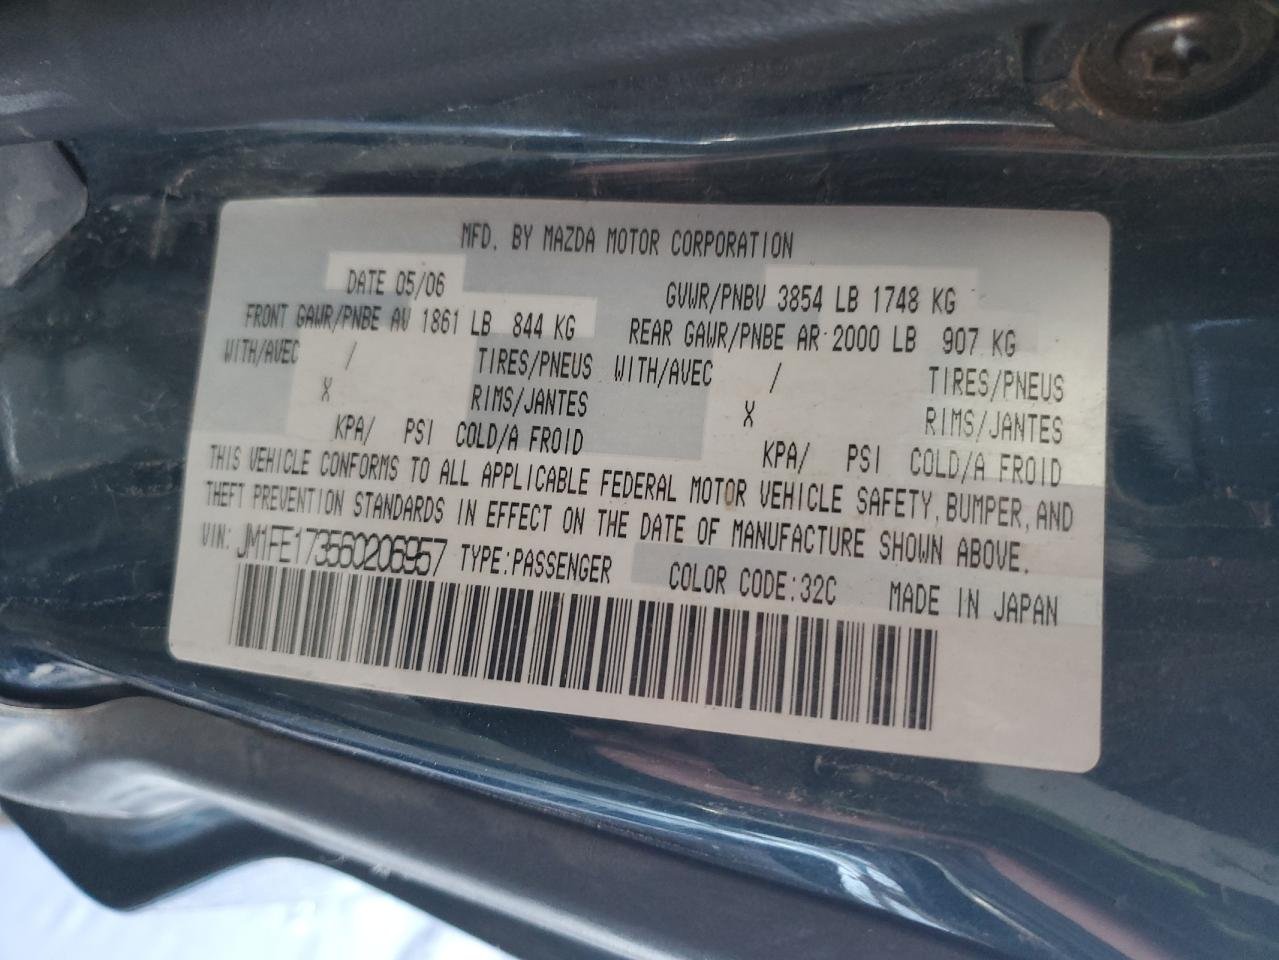 MFD. BY MAZDA MOTOR CORPORATION
DATE 05/06 GVWR/PNBV 3854 LB 1748 KG
FRONT GAWR/PNBE AV 1861 LB 844 KG REAR GAWR/PNBE AR 2000 LB 907 KG
WITH/AVEC / TIRES/PNEUS WITH/AVEC / TIRES/PNEUS
X RIMS/JANTES X RIMS/JANTES
KPA/ PSI COLD/A FROID KPA/ PSI COLD/A FROID
THIS VEHICLE CONFORMS TO ALL APPLICABLE FEDERAL MOTOR VEHICLE SAFETY, BUMPER, AND
THEFT PREVENTION STANDARDS IN EFFECT ON THE DATE OF MANUFACTURE SHOWN ABOVE.
VIN: JM1FE173560206957 TYPE:PASSENGER COLOR CODE:32C MADE IN JAPAN